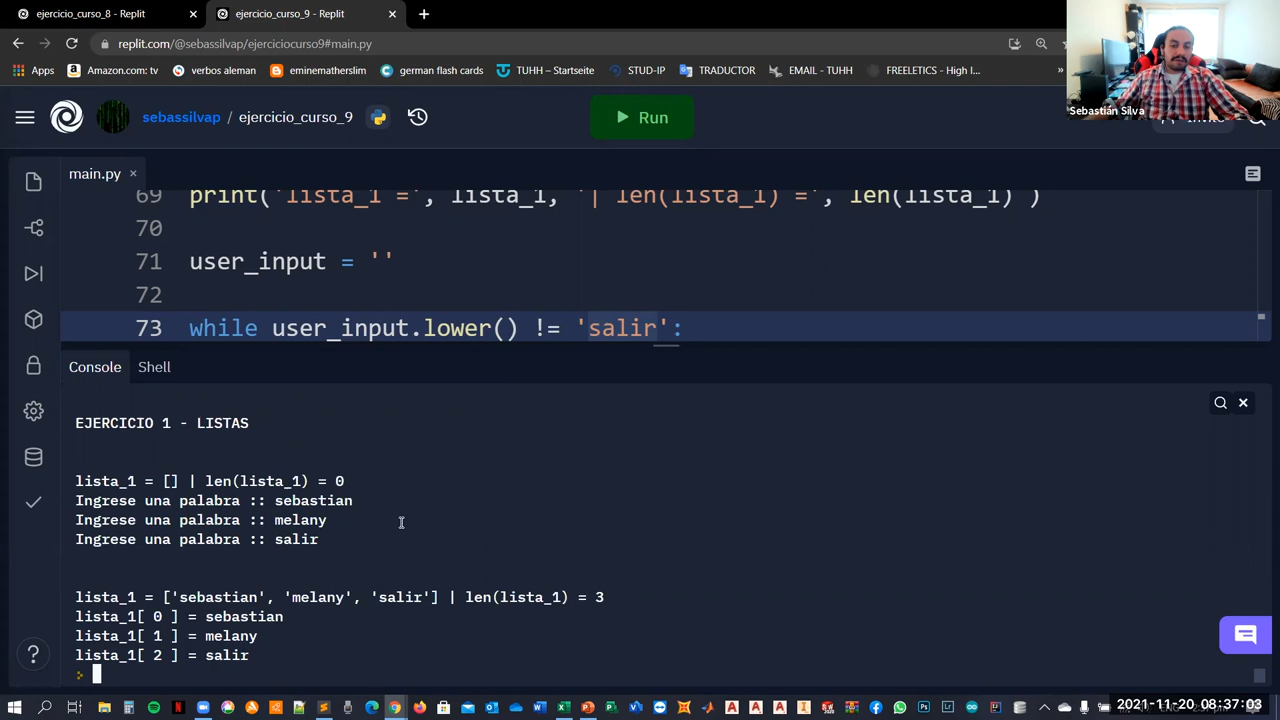 ejercicio_curso_8 - Replit
ejercicio_curso_9 - Replit
replit.com/@sebassilvap/ejerciciocurso9#main.py
Apps
Amazon.com: tv
verbos aleman
eminematherslim
germany flash
TUHH – Startseite
STUD-IP
TRADUCTOR
EMAIL - TUHH
FREELETICS - High I...
Sebastián Silva
sebassilvap / ejercicio_curso_9
Run
main.py
69 print('lista_1 =', lista_1, '| len(lista_1) =', len(lista_1) )
70
71 user_input = ''
72
73 while user_input.lower() != 'salir':
Console
Shell
EJERCICIO 1 - LISTAS
lista_1 = [] | len(lista_1) = 0
Ingrese una palabra :: sebastian
Ingrese una palabra :: melany
Ingrese una palabra :: salir
lista_1 = ['sebastian', 'melany', 'salir'] | len(lista_1) = 3
lista_1[ 0 ] = sebastian
lista_1[ 1 ] = melany
lista_1[ 2 ] = salir
2021-11-20 08:37:03